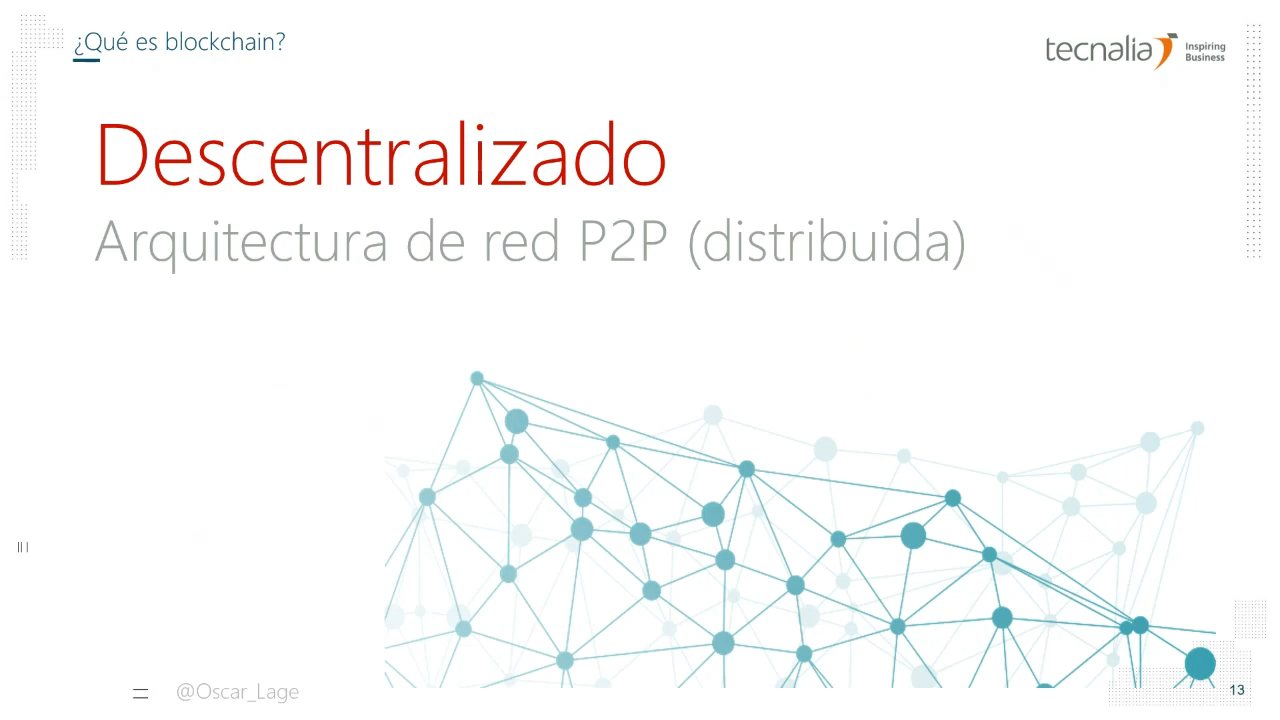 ¿Qué es blockchain?
tecnalia Inspiring Business
Descentralizado
Arquitectura de red P2P (distribuida)
@Oscar_Lage
13